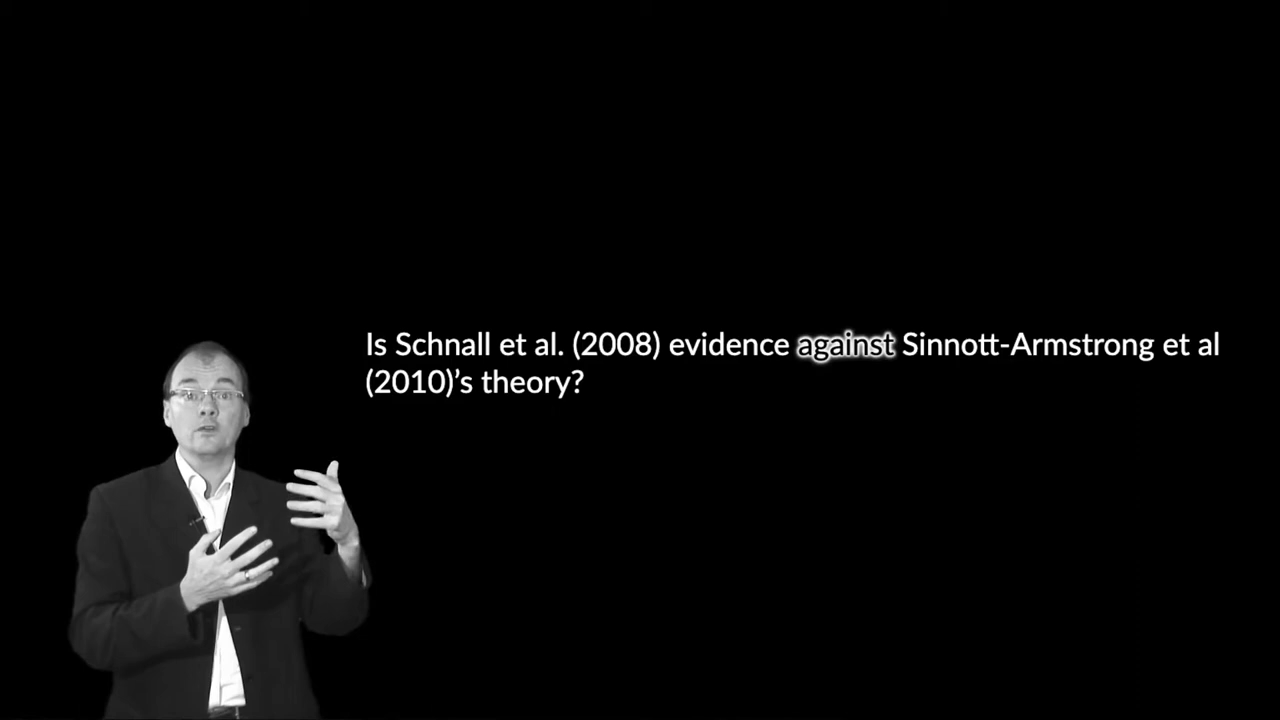 Is Schnall et al. (2008) evidence against Sinnott-Armstrong et al
(2010)’s theory?